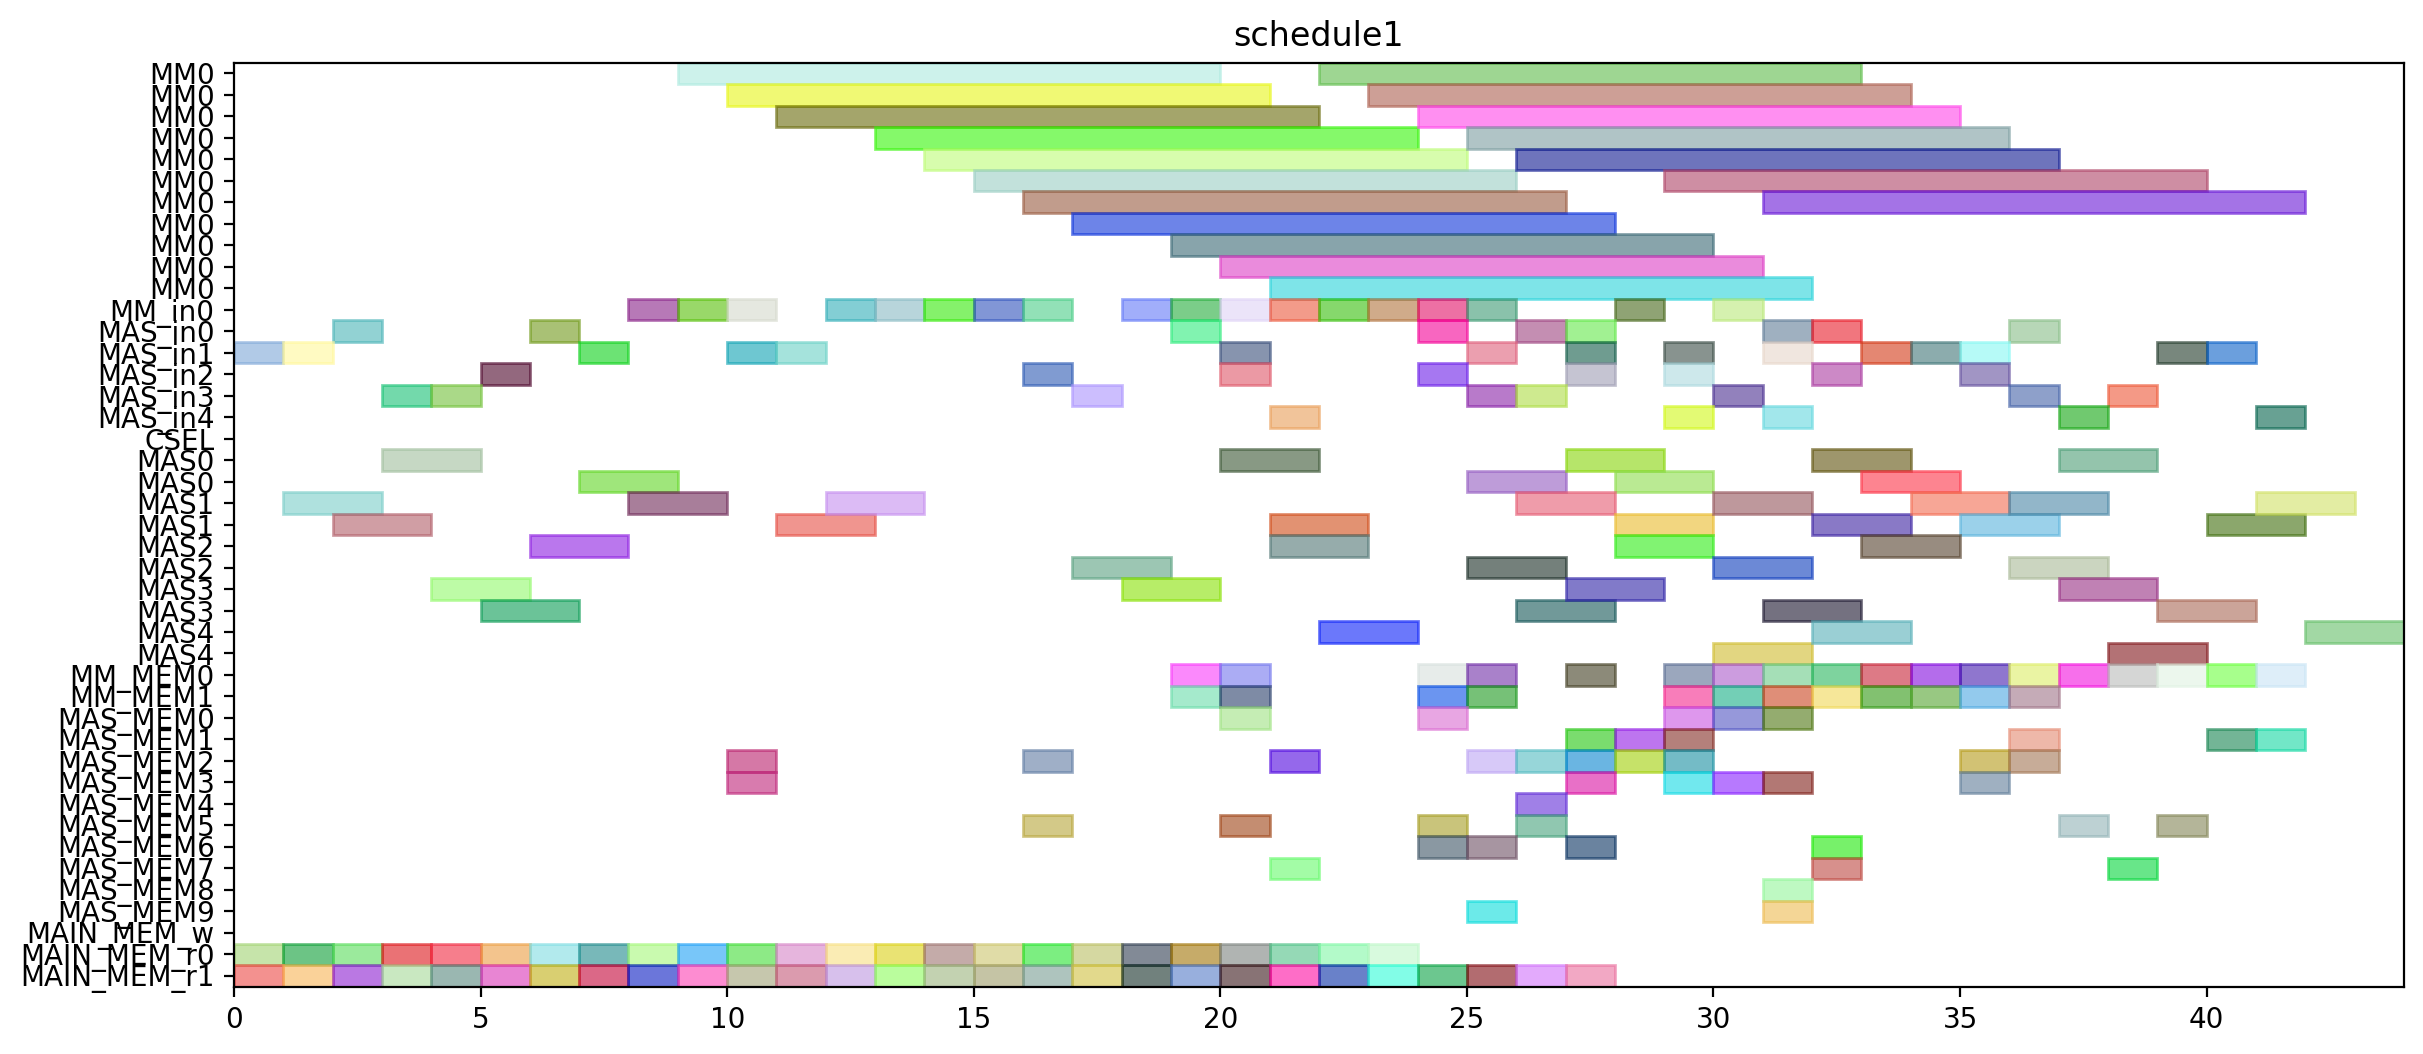 schedule1
MM0
MM0
MM0
MM0
MM0
MM0
MM0
MM0
MM0
MM0
MM0
MM_in0
MAS_in0
MAS_in1
MAS_in2
MAS_in3
MAS_in4
CSEL
MAS0
MAS0
MAS1
MAS1
MAS2
MAS2
MAS3
MAS3
MAS4
MAS4
MM_MEM0
MM_MEM1
MAS_MEM0
MAS_MEM1
MAS_MEM2
MAS_MEM3
MAS_MEM4
MAS_MEM5
MAS_MEM6
MAS_MEM7
MAS_MEM8
MAS_MEM9
MAIN_MEM_w
MAIN_MEM_r0
MAIN_MEM_r1
0 5 10 15 20 25 30 35 40